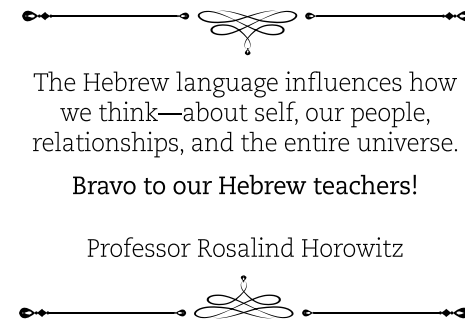 The Hebrew language influences how
we think—about self, our people,
relationships, and the entire universe.
Bravo to our Hebrew teachers!
Professor Rosalind Horowitz